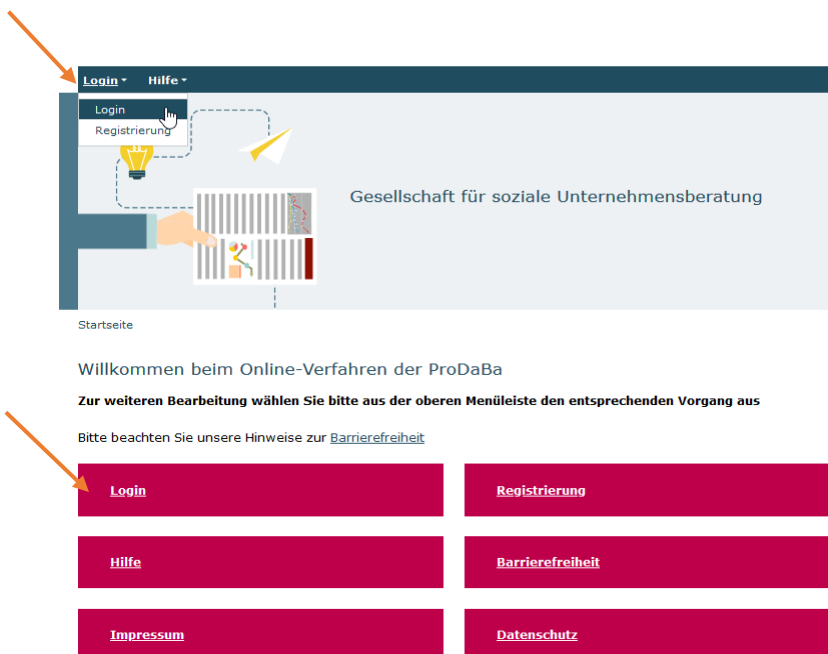 Login Hilfe
Login
Registrierung
Gesellschaft für soziale Unternehmensberatung
Startseite
Willkommen beim Online-Verfahren der ProDaBa
Zur weiteren Bearbeitung wählen Sie bitte aus der oberen Menüleiste den entsprechenden Vorgang aus
Bitte beachten Sie unsere Hinweise zur Barrierefreiheit
Login Registrierung
Hilfe Barrierefreiheit
Impressum Datenschutz